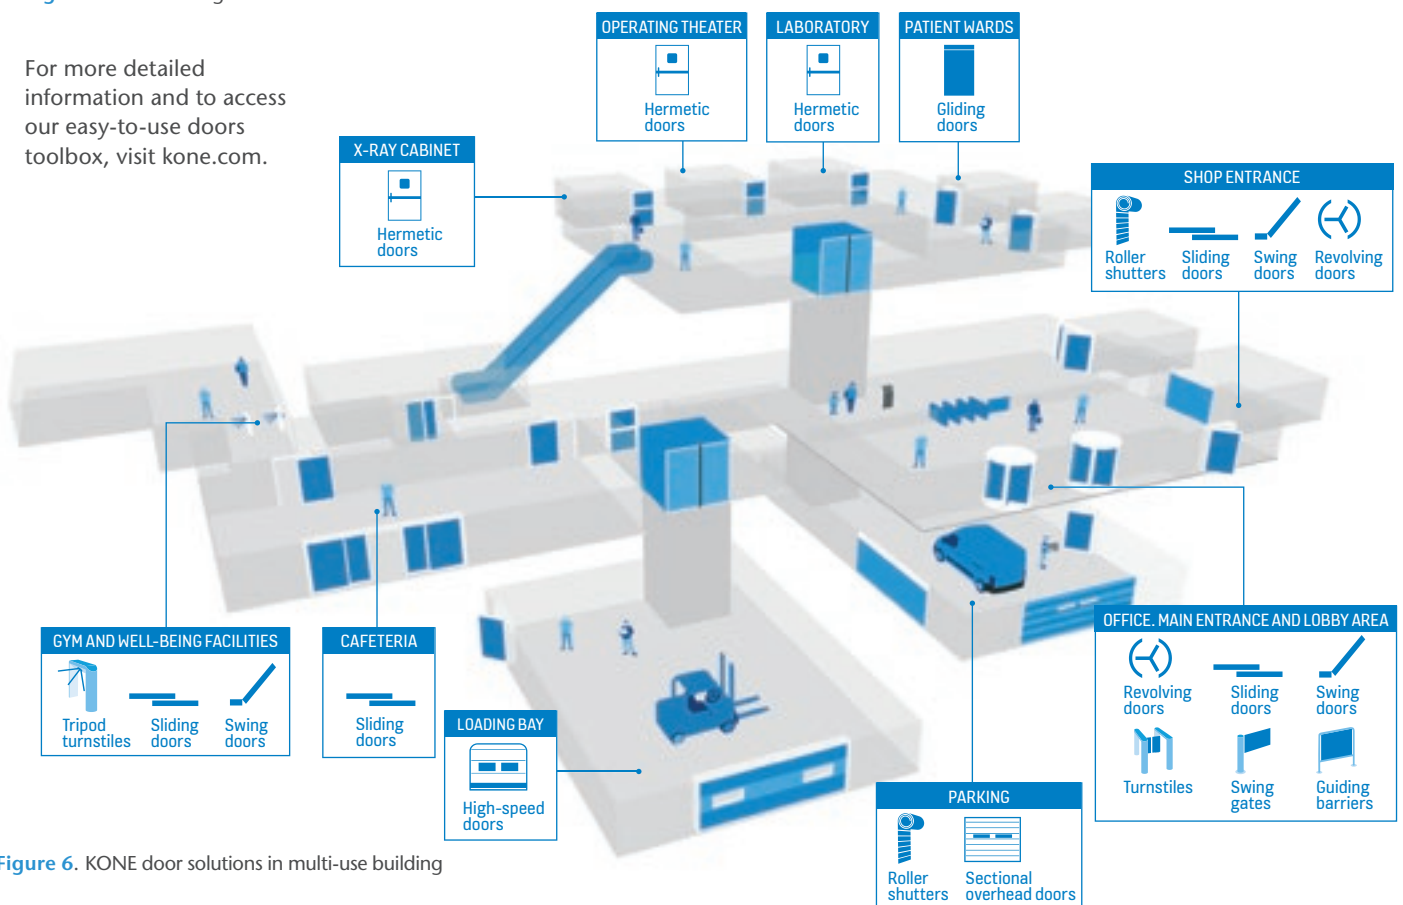 For more detailed
information and to access
our easy-to-use doors
toolbox, visit kone.com.
OPERATING THEATER
Hermetic
doors
LABORATORY
Hermetic
doors
PATIENT WARDS
Gliding
doors
X-RAY CABINET
Hermetic
doors
SHOP ENTRANCE
Roller
shutters
Sliding
doors
Swing
doors
Revolving
doors
GYM AND WELL-BEING FACILITIES
Tripod
turnstiles
Sliding
doors
Swing
doors
CAFETERIA
Sliding
doors
LOADING BAY
High-speed
doors
OFFICE. MAIN ENTRANCE AND LOBBY AREA
Revolving
doors
Sliding
doors
Swing
doors
Turnstiles
Swing
gates
Guiding
barriers
PARKING
Roller
shutters
Sectional
overhead doors
Figure 6. KONE door solutions in multi-use building